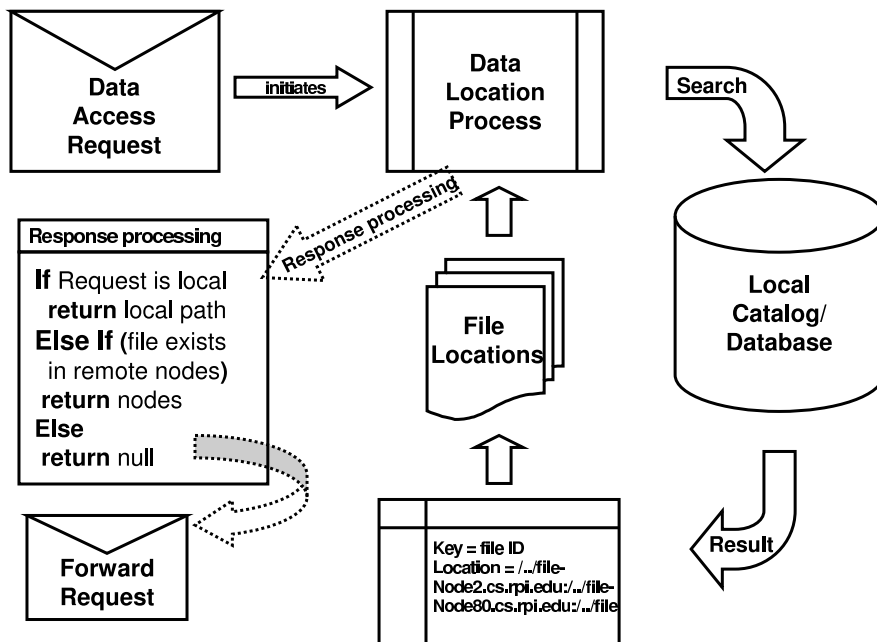 Data
Access
Request
initiates
Data
Location
Process
Search
Response processing
Response processing
If Request is local
return local path
Else If (file exists
in remote nodes)
return nodes
Else
return null
File
Locations
Local
Catalog/
Database
Forward
Request
Key = file ID
Location = /../file-
Node2.cs.rpi.edu:/../file-
Node80.cs.rpi.edu:/../file
Result